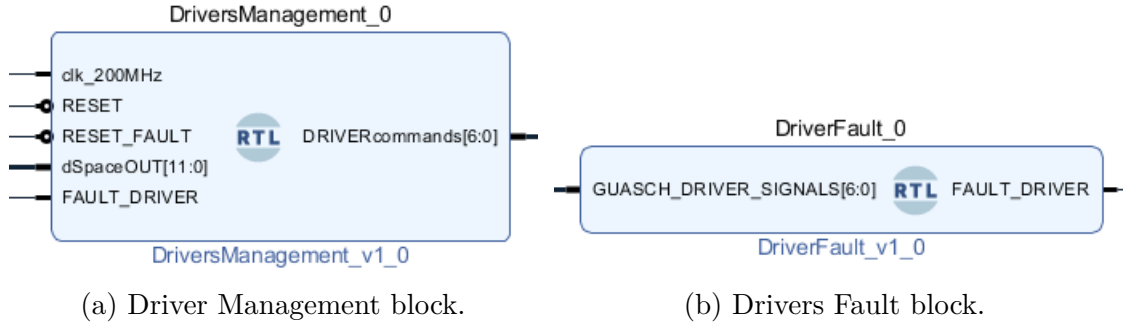 DriversManagement_0
clk_200MHz
RESET
RESET_FAULT
RTL
DRIVERcommands[6:0]
dSpaceOUT[11:0]
FAULT_DRIVER
DriversManagement_v1_0
(a) Driver Management block.
DriverFault_0
GUASCH_DRIVER_SIGNALS[6:0]
RTL
FAULT_DRIVER
DriverFault_v1_0
(b) Drivers Fault block.